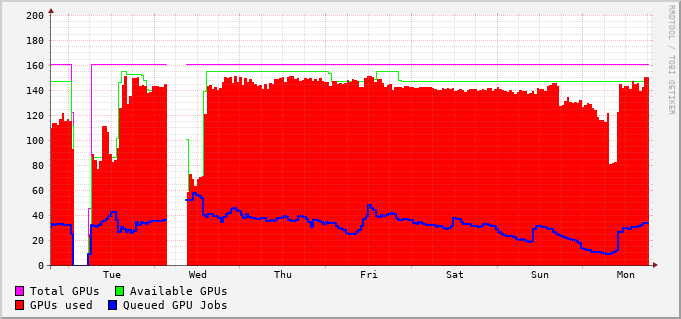 200
180
160
140
120
100
80
60
40
20
0
Tue Wed Thu Fri Sat Sun Mon
Total GPUs Available GPUs
GPUs used Queued GPU Jobs
RRDTOOL / TOBI OETIKER